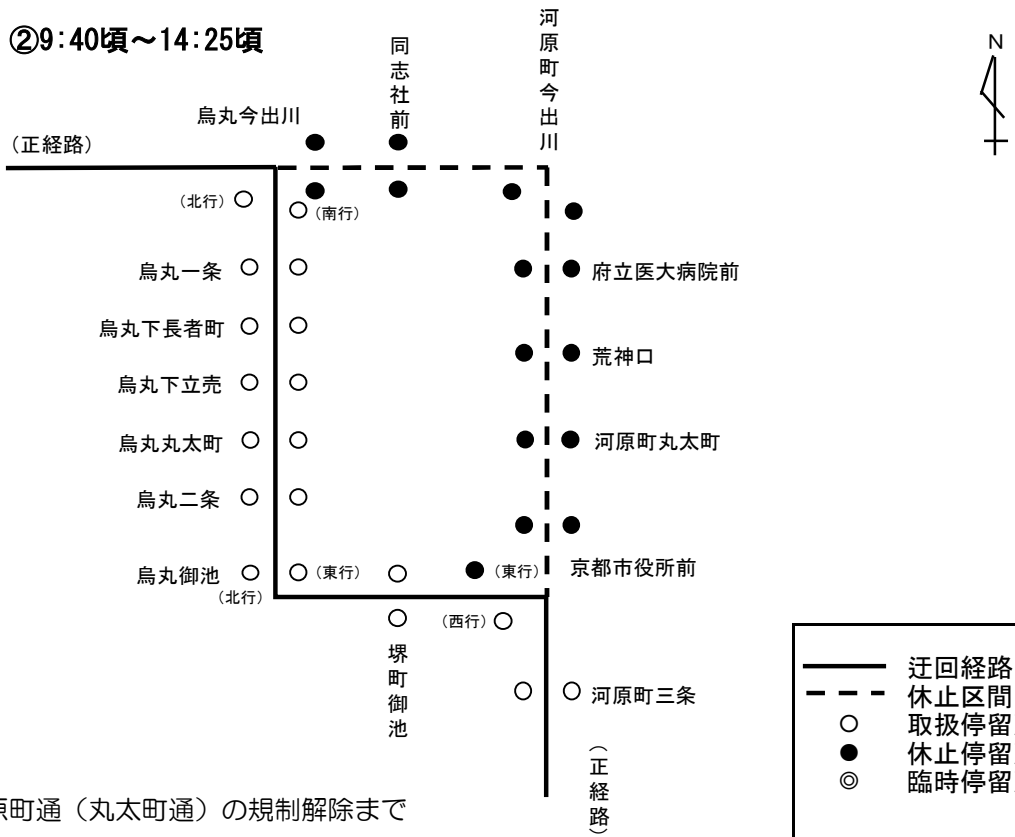 ②9:40頃～14:25頃
N
河原町今出川
同志社前
烏丸今出川
（正経路）
（北行）
（南行）
烏丸一条
府立医大病院前
烏丸下長者町
荒神口
烏丸下立売
烏丸丸太町
河原町丸太町
烏丸二条
烏丸御池
（東行）
（東行）
京都市役所前
（北行）
（西行）
堺町御池
河原町三条
（正経路）
迂回経路
休止区間
取扱停留
休止停留
臨時停留
原町通（丸太町通）の規制解除まで